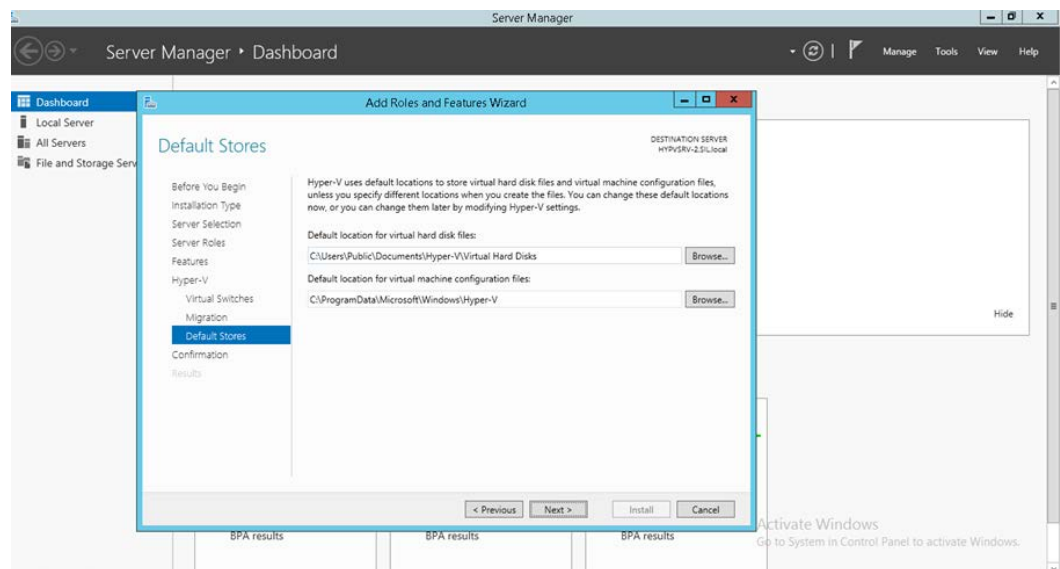 Server Manager
Server Manager • Dashboard
Manage Tools View Help
Dashboard
Local Server
All Servers
File and Storage Serv
Add Roles and Features Wizard
Default Stores
DESTINATION SERVER
HYPVSRV-2.SIL.local
Before You Begin
Installation Type
Server Selection
Server Roles
Features
Hyper-V
Virtual Switches
Migration
Default Stores
Confirmation
Results
Hyper-V uses default locations to store virtual hard disk files and virtual machine configuration files,
unless you specify different locations when you create the files. You can change these default locations
now, or you can change them later by modifying Hyper-V settings.
Default location for virtual hard disk files:
C:\Users\Public\Documents\Hyper-V\Virtual Hard Disks Browse...
Default location for virtual machine configuration files:
C:\ProgramData\Microsoft\Windows\Hyper-V Browse...
< Previous Next > Install Cancel
Hide
BPA results BPA results BPA results
Activate Windows
Go to System in Control Panel to activate Windows.